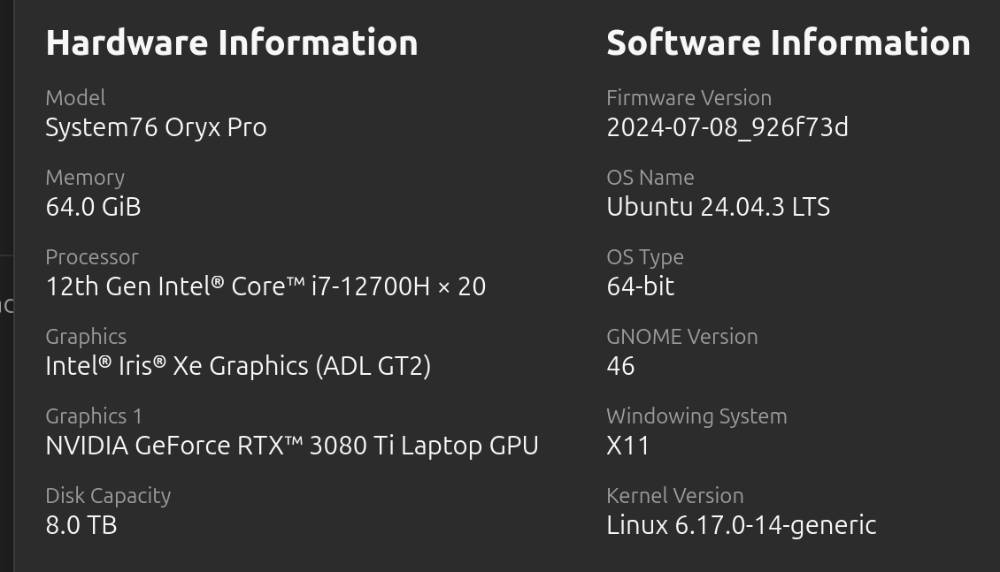 Hardware Information
Model
System76 Oryx Pro
Memory
64.0 GiB
Processor
12th Gen Intel® Core™ i7-12700H × 20
Graphics
Intel® Iris® Xe Graphics (ADL GT2)
Graphics 1
NVIDIA GeForce RTX™ 3080 Ti Laptop GPU
Disk Capacity
8.0 TB
Software Information
Firmware Version
2024-07-08_926f73d
OS Name
Ubuntu 24.04.3 LTS
OS Type
64-bit
GNOME Version
46
Windowing System
X11
Kernel Version
Linux 6.17.0-14-generic